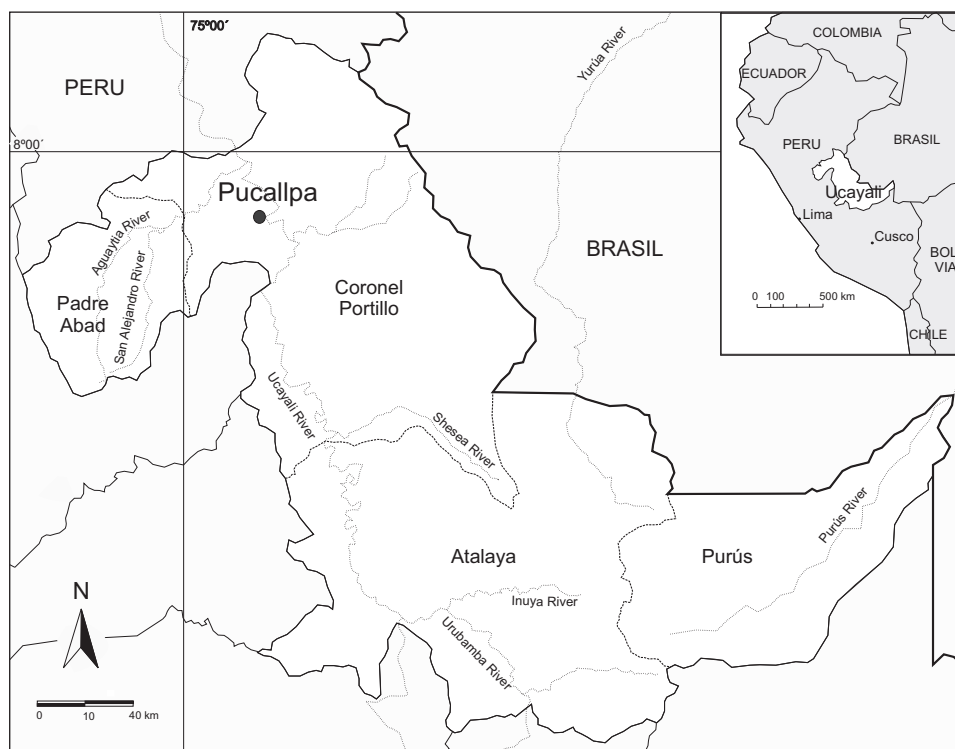 75º00´
PERU
8º00´
Yurúa River
Pucallpa
Aguaytia River
San Alejandro River
Padre
Abad
BRASIL
Coronel
Portillo
Ucayali River
Shesea River
Atalaya
Purús
Purús River
Inuya River
Urubamba River
N
0 10 40 km
COLOMBIA
ECUADOR
PERU
BRASIL
Ucayali
Lima
Cusco
BOL
VIA
0 100 500 km
CHILE